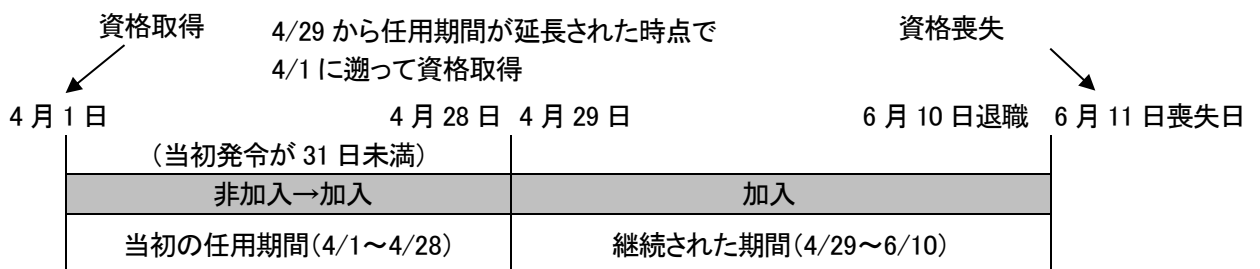 資格取得
4/29 から任用期間が延長された時点で
4/1 に遡って資格取得
資格喪失
4 月 1 日 4 月 28 日 4 月 29 日 6 月 10 日退職 6 月 11 日喪失日
（当初発令が 31 日未満）
非加入→加入 加入
当初の任用期間（4/1～4/28） 継続された期間（4/29～6/10）